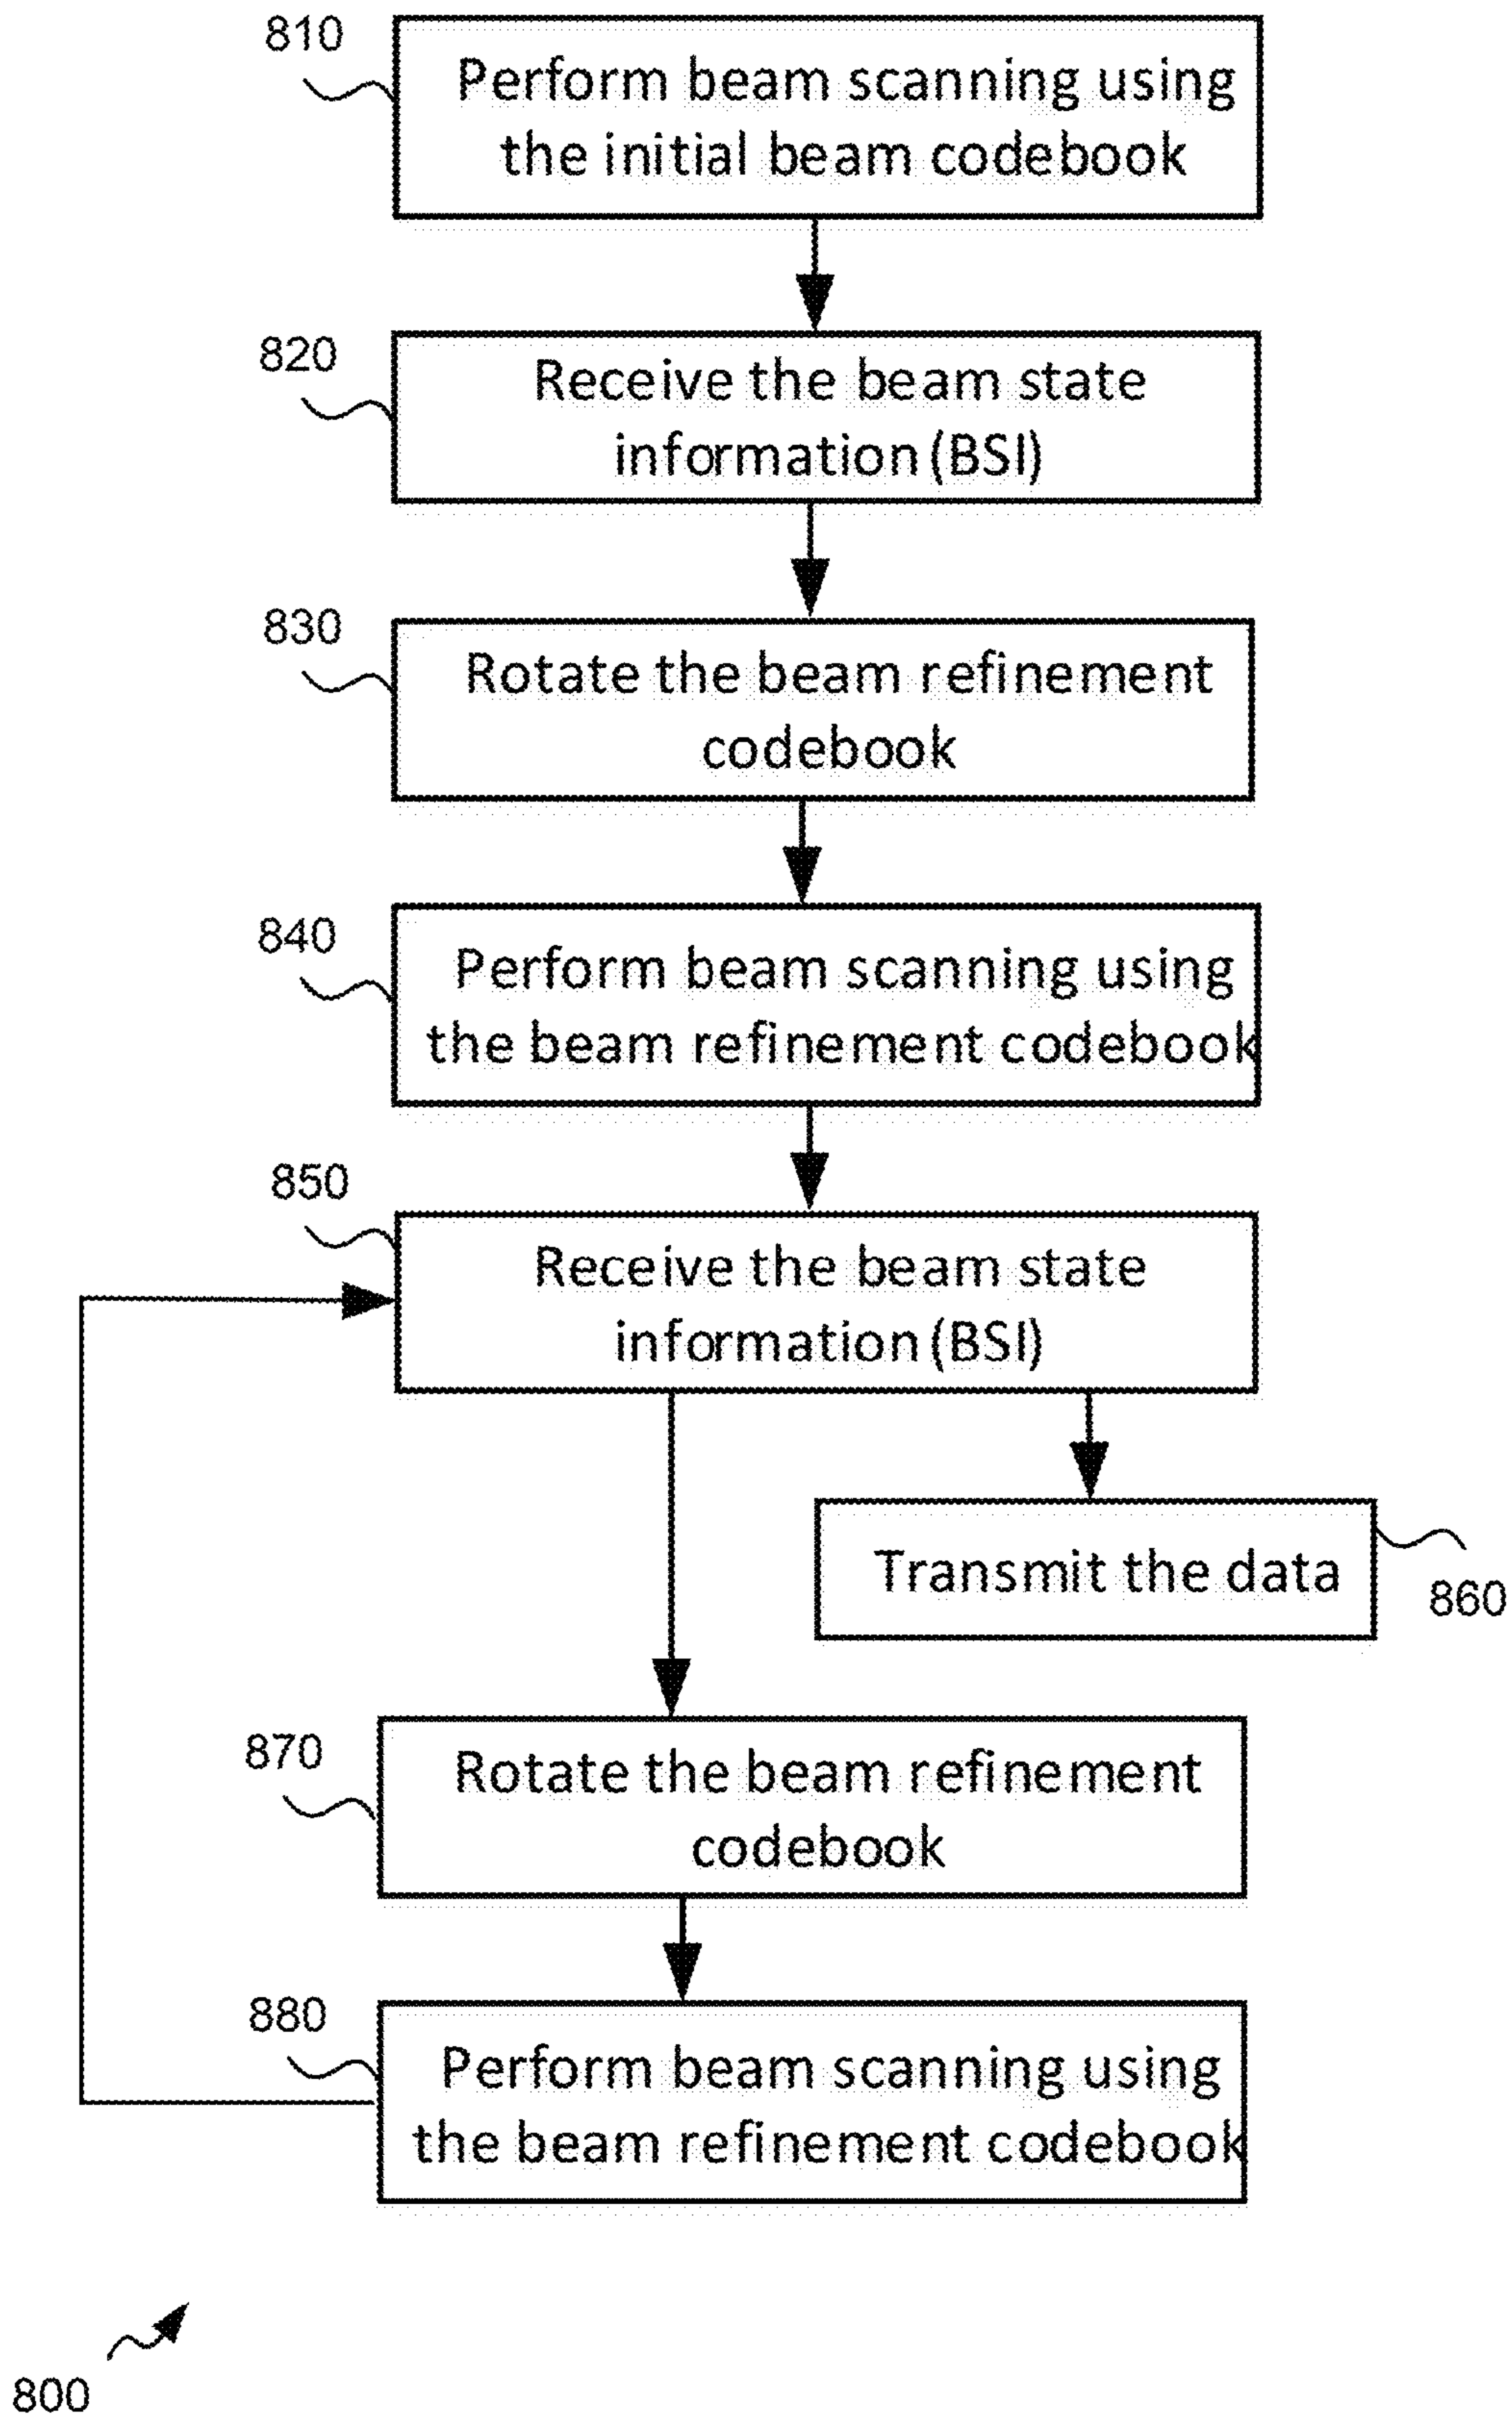 810
Perform beam scanning using
the initial beam codebook
820
Receive the beam state
information (BSI)
830
Rotate the beam refinement
codebook
840
Perform beam scanning using
the beam refinement codebook
850
Receive the beam state
information (BSI)
Transmit the data
860
870
Rotate the beam refinement
codebook
880
Perform beam scanning using
the beam refinement codebook
800